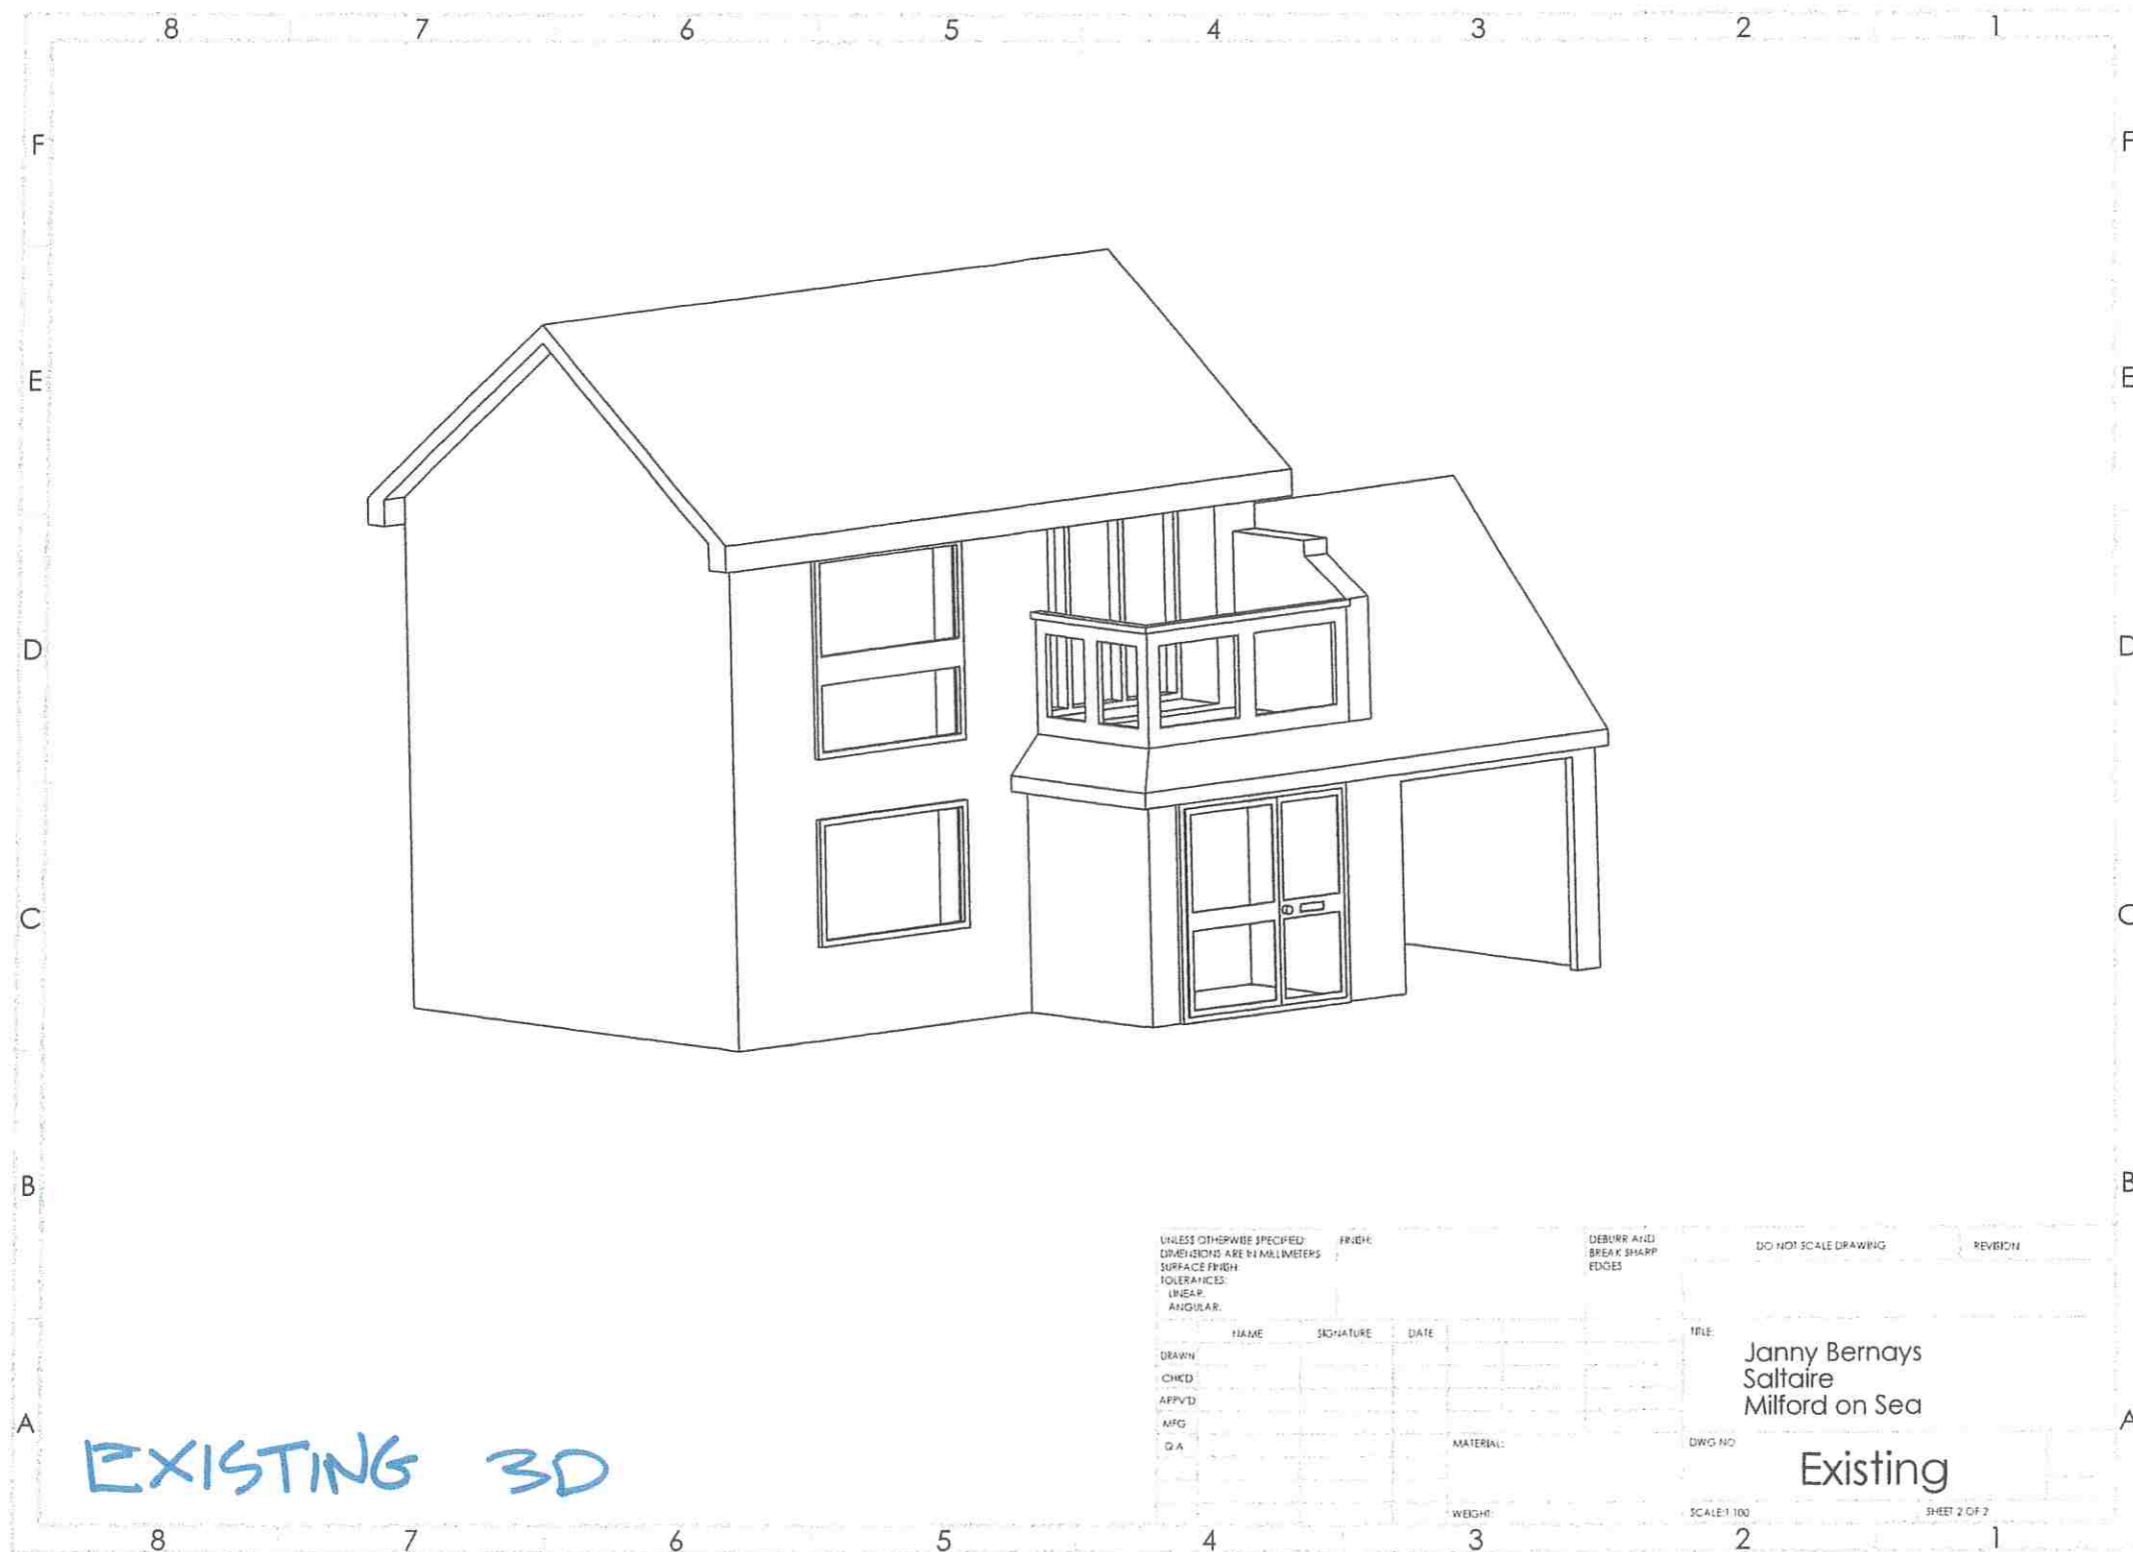 8 7 6 5 4 3 2 1
F F
E E
D D
C C
B B
A A
UNLESS OTHERWISE SPECIFIED:
DIMENSIONS ARE IN MILLIMETERS
SURFACE FINISH:
TOLERANCES:
LINEAR:
ANGULAR:
FINISH:
DEBURR AND
BREAK SHARP
EDGES
DO NOT SCALE DRAWING
REVISION
NAME SIGNATURE DATE
DRAWN
CHK'D
APPV'D
MFG
Q.A
MATERIAL:
WEIGHT:
TITLE:
Janny Bernays
Saltaire
Milford on Sea
DWG NO
Existing
SCALE:1:100
SHEET 2 OF 2
EXISTING 3D
8 7 6 5 4 3 2 1